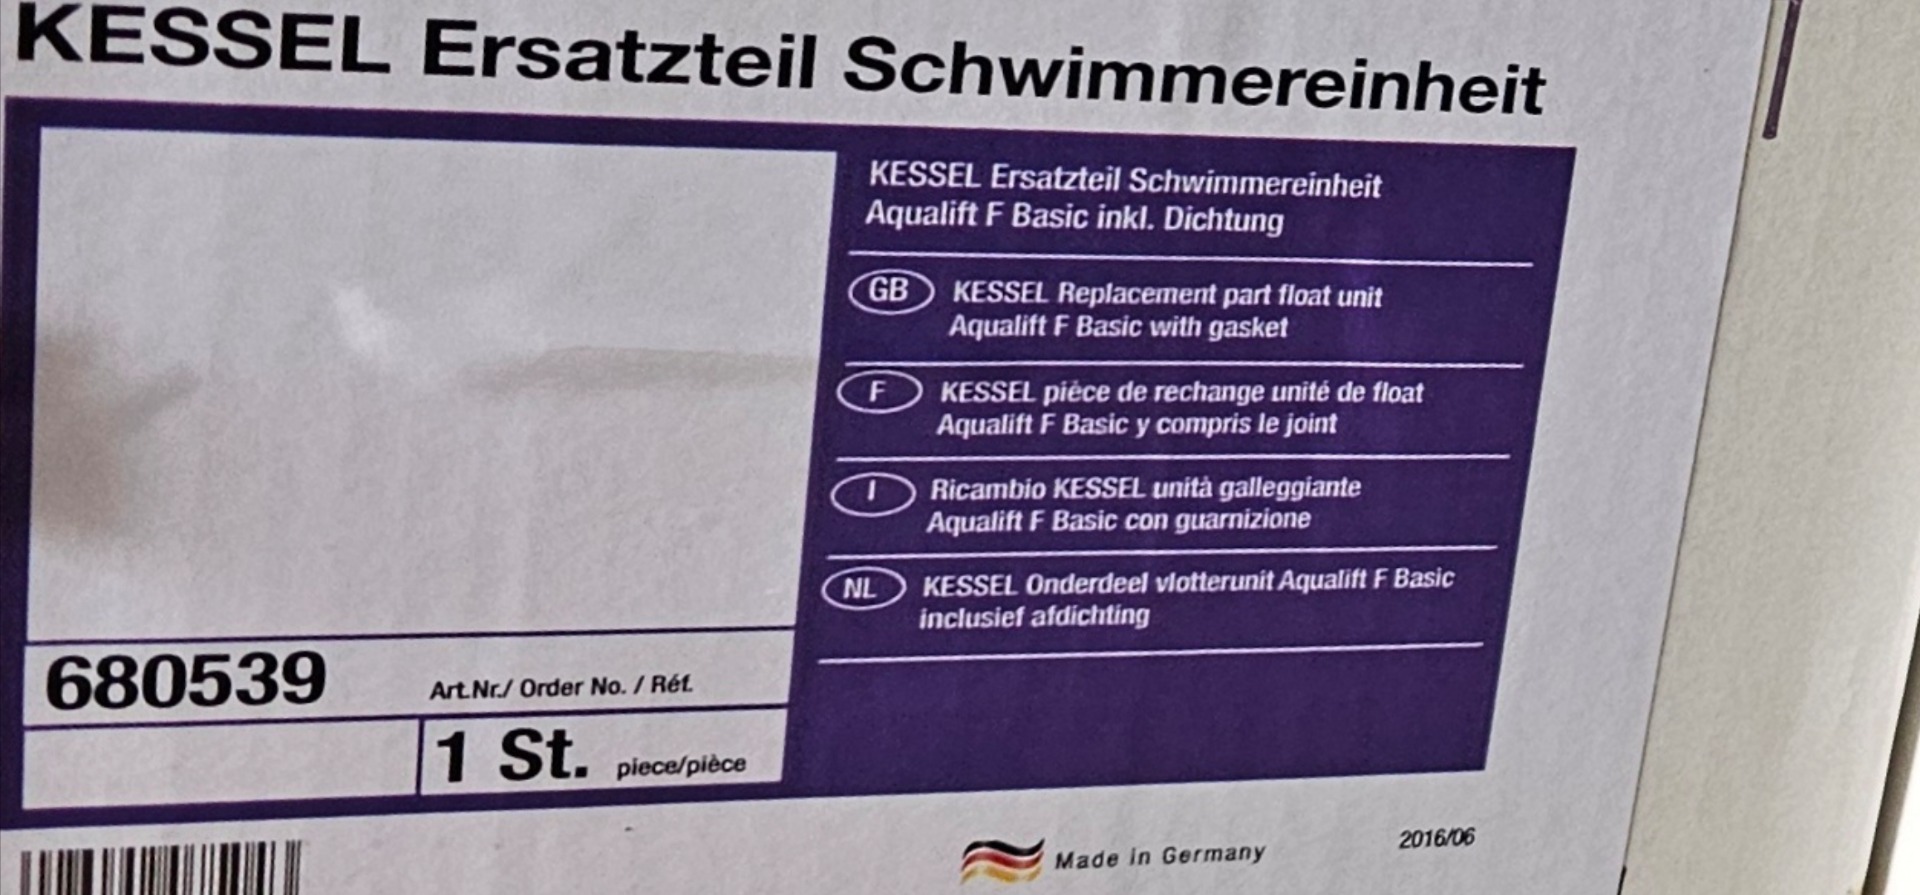 KESSEL Ersatzteil Schwimmereinheit
KESSEL Ersatzteil Schwimmereinheit
Aqualift F Basic inkl. Dichtung
GB KESSEL Replacement part float unit
Aqualift F Basic with gasket
F KESSEL pièce de rechange unité de float
Aqualift F Basic y compris le joint
I Ricambio KESSEL unità galleggiante
Aqualift F Basic con guarnizione
NL KESSEL Onderdeel vlotterunit Aqualift F Basic
inclusief afdichting
680539 Art.Nr./ Order No. / Réf.
1 St. piece/pièce
Made in Germany
2016/06